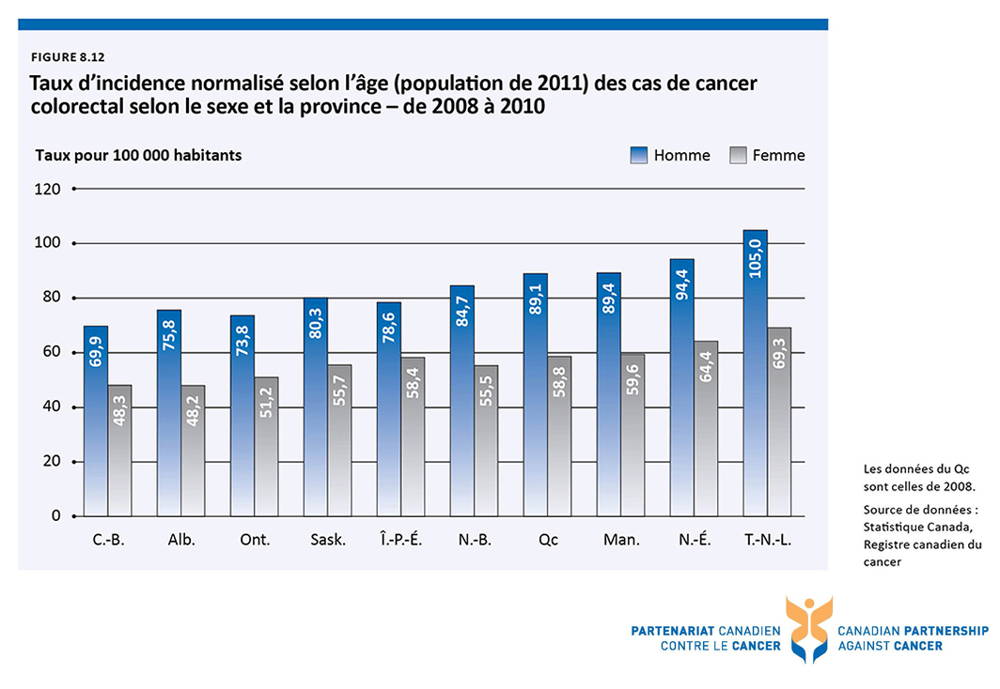 FIGURE 8.12
Taux d’incidence normalisé selon l’âge (population de 2011) des cas de cancer
colorectal selon le sexe et la province – de 2008 à 2010
Taux pour 100 000 habitants
Homme Femme
120
100
80
60
40
20
0
69,9 48,3 75,8 48,2 73,8 51,2 80,3 55,7 78,6 58,4 84,7 55,5 89,1 58,8 89,4 59,6 94,4 64,4 105,0 69,3
C.-B. Alb. Ont. Sask. Î.-P.-É. N.-B. Qc Man. N.-É. T.-N.-L.
Les données du Qc
sont celles de 2008.
Source de données :
Statistique Canada,
Registre canadien du
cancer
PARTENARIAT CANADIEN
CONTRE LE CANCER
CANADIAN PARTNERSHIP
AGAINST CANCER